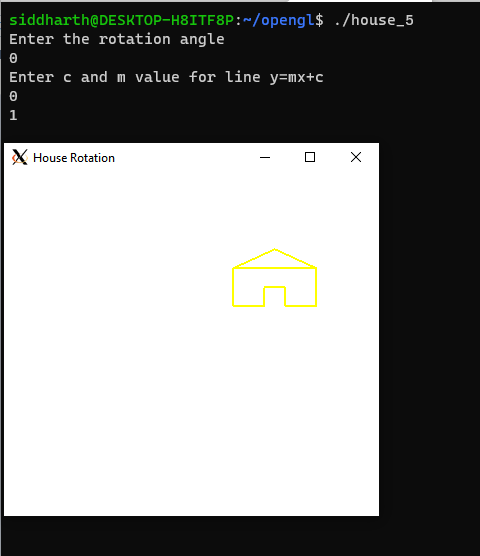 siddharth@DESKTOP-H8ITF8P:~/opengl$ ./house_5
Enter the rotation angle
0
Enter c and m value for line y=mx+c
0
1
House Rotation